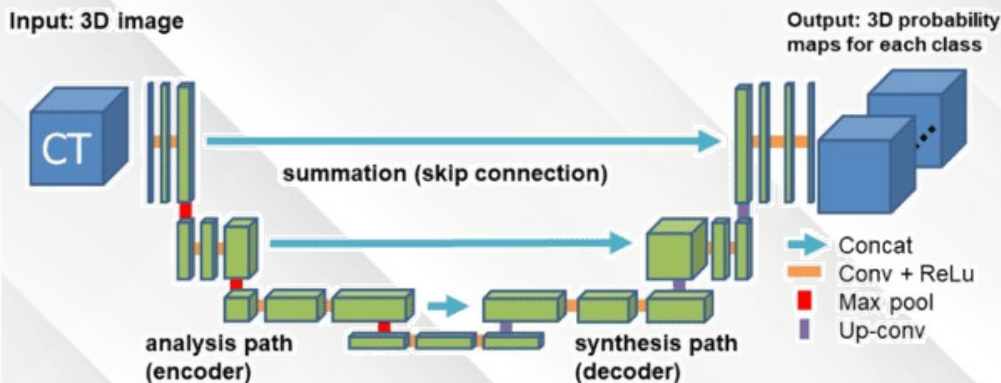 Input: 3D image
Output: 3D probability
maps for each class
CT
summation (skip connection)
Concat
Conv + ReLu
Max pool
Up-conv
analysis path
(encoder)
synthesis path
(decoder)